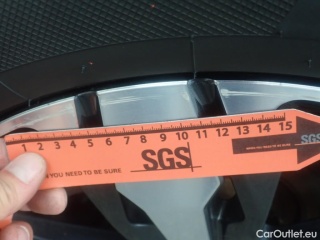 1 2 3 4 5 6 7 8 9 10 11 12 13 14 15
SGS
N YOU NEED TO BE SURE
SGS
CarOutlet.eu